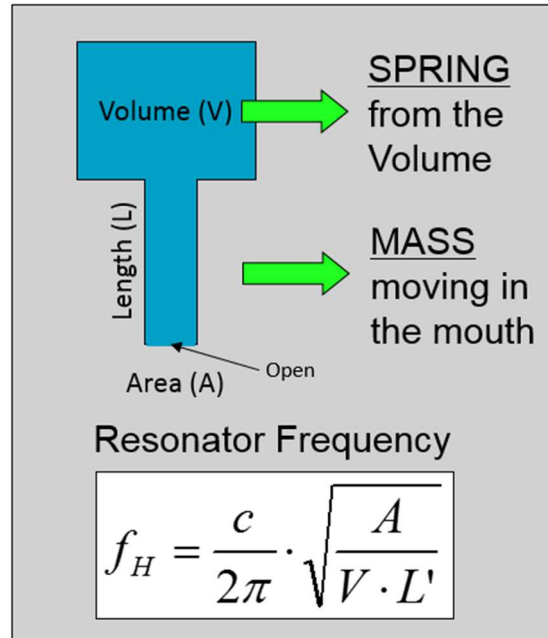 Volume (V)
SPRING
from the
Volume
Length (L)
MASS
moving in
the mouth
Open
Area (A)
Resonator Frequency
f_H = c/2π · √(A/(V · L'))